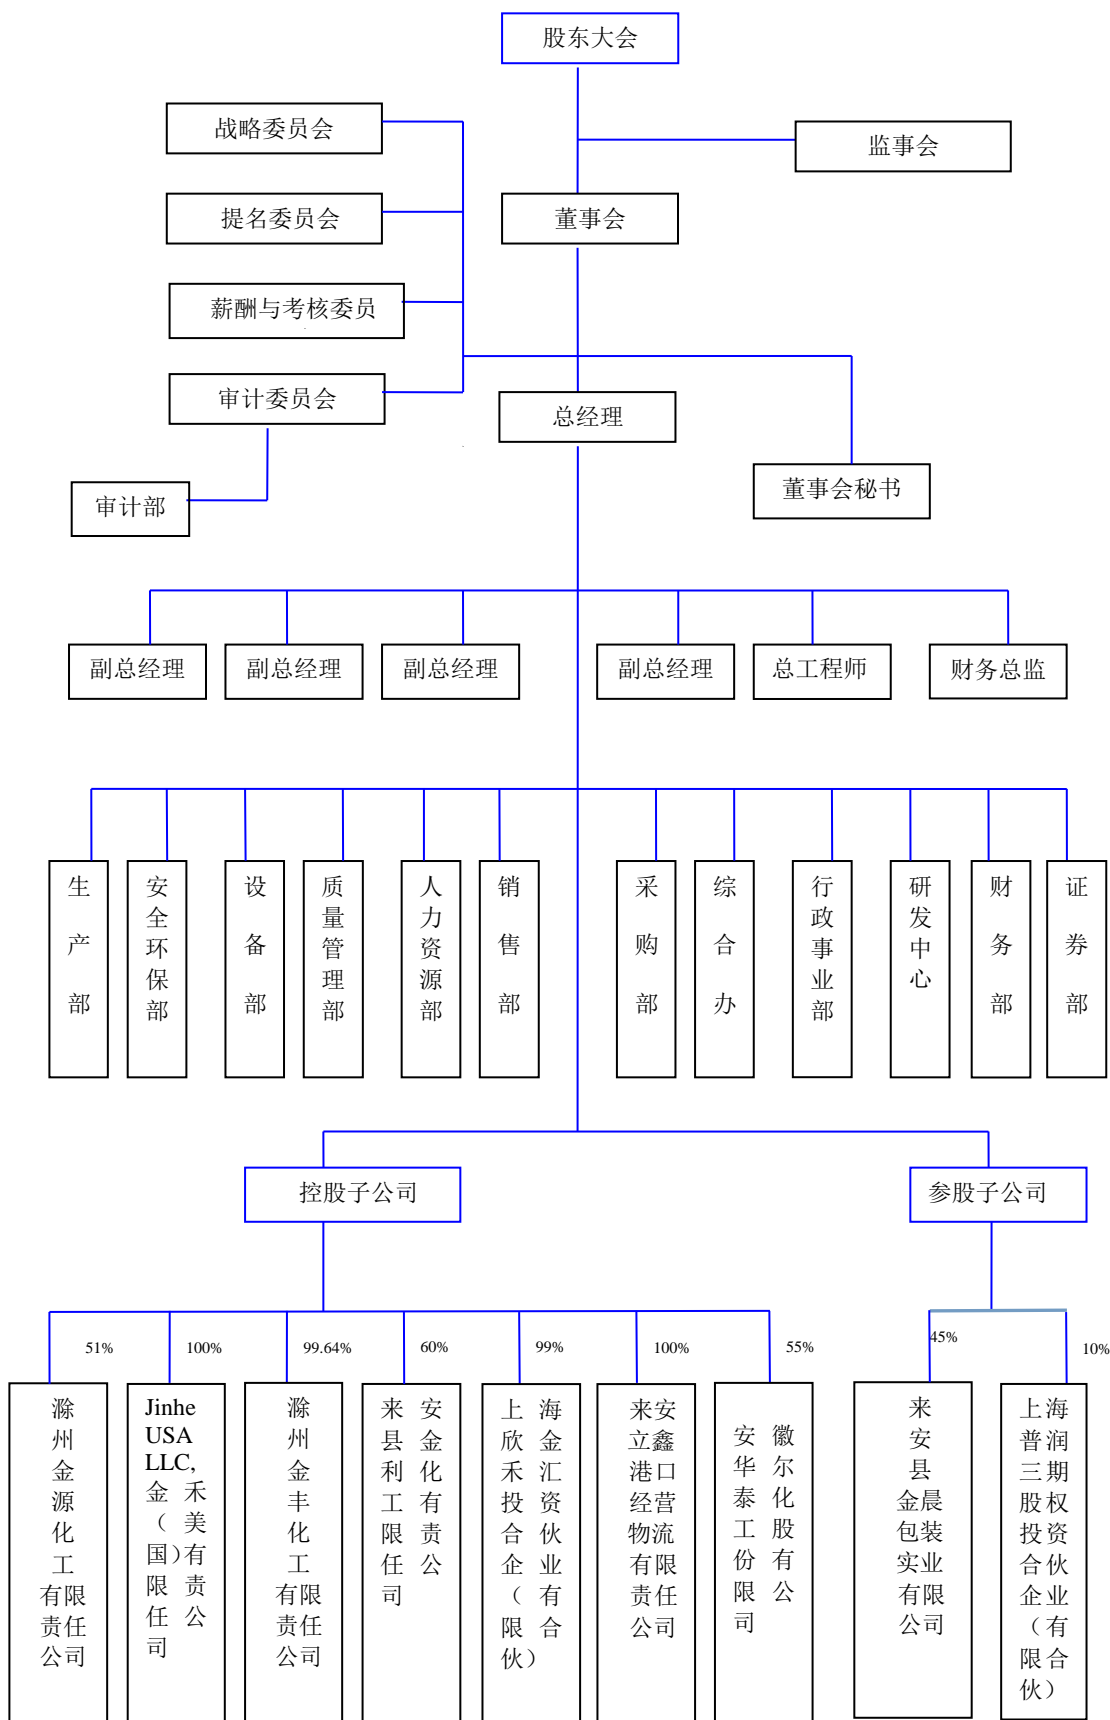 股东大会
战略委员会
监事会
提名委员会
董事会
薪酬与考核委员
审计委员会
总经理
审计部
董事会秘书
副总经理
副总经理
副总经理
副总经理
总工程师
财务总监
生产部
安全环保部
设备部
质量管理部
人力资源部
销售部
采购部
综合办
行政事业部
研发中心
财务部
证券部
控股子公司
参股子公司
51%
100%
99.64%
60%
99%
100%
55%
45%
10%
滁州金源化工有限责任公司
Jinhe
USA
LLC,
金禾（美国)有限责任公司
滁州金丰化工有限责任公司
来安县金利化工有限责任公司
上海欣金禾汇投资合伙企业（有限合伙）
来安立鑫港口经营物流有限责任公司
安徽华尔泰化工股份有限公司
来安县金晨包装实业有限公司
上海普润三期股权投资合伙企业（有限合伙）